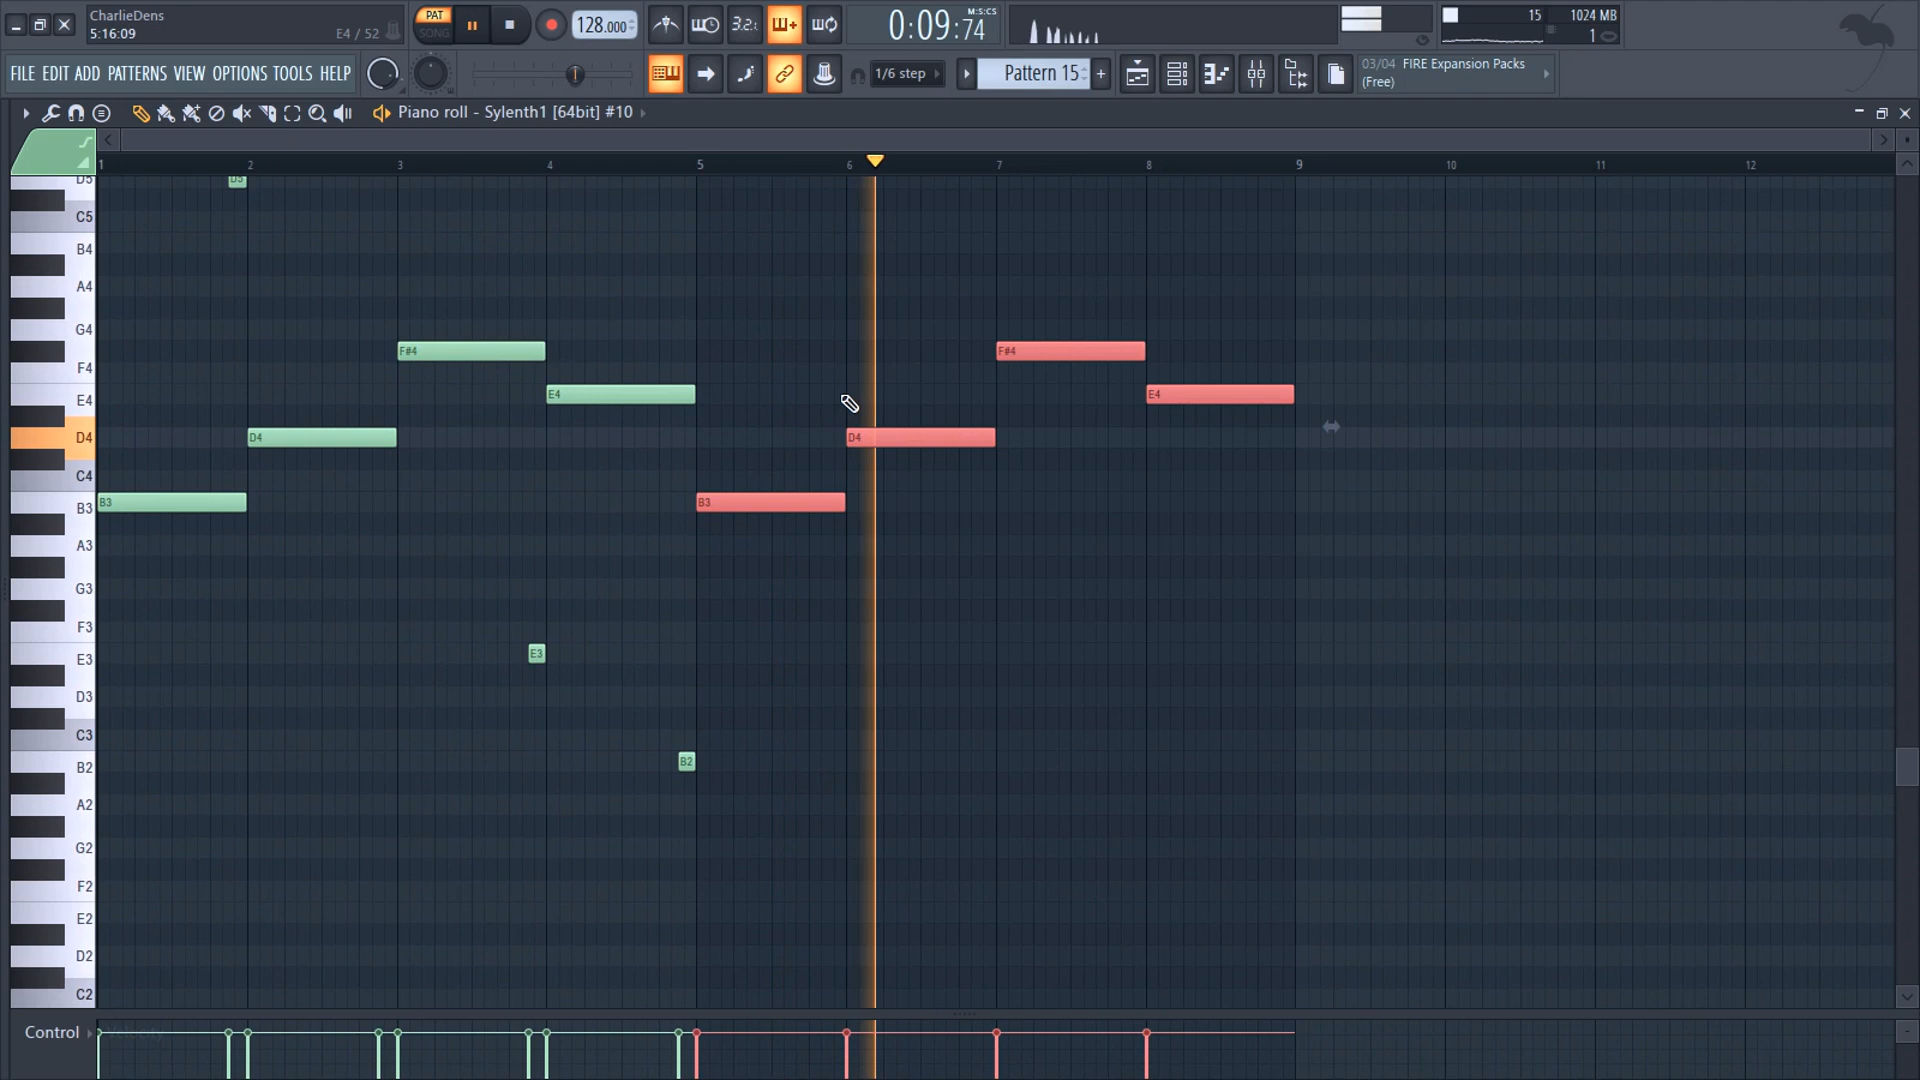 CharlieDens
5:16:09
E4 / 52
PAT
SONG
128.000
3.2.
0:09:74
M:S:CS
15
1024 MB
1
FILE EDIT ADD PATTERNS VIEW OPTIONS TOOLS HELP
1/6 step
Pattern 15
+
03/04 FIRE Expansion Packs
(Free)
Piano roll - Sylenth1 [64bit] #10
1 2 3 4 5 6 7 8 9 10 11 12
D5
D5
C5
B4
A4
G4
F#4
F#4
F4
E4
E4
E4
D4
D4
D4
C4
B3
B3
B3
A3
G3
F3
E3
E3
D3
C3
B2
B2
A2
G2
F2
E2
D2
C2
Control
Velocity